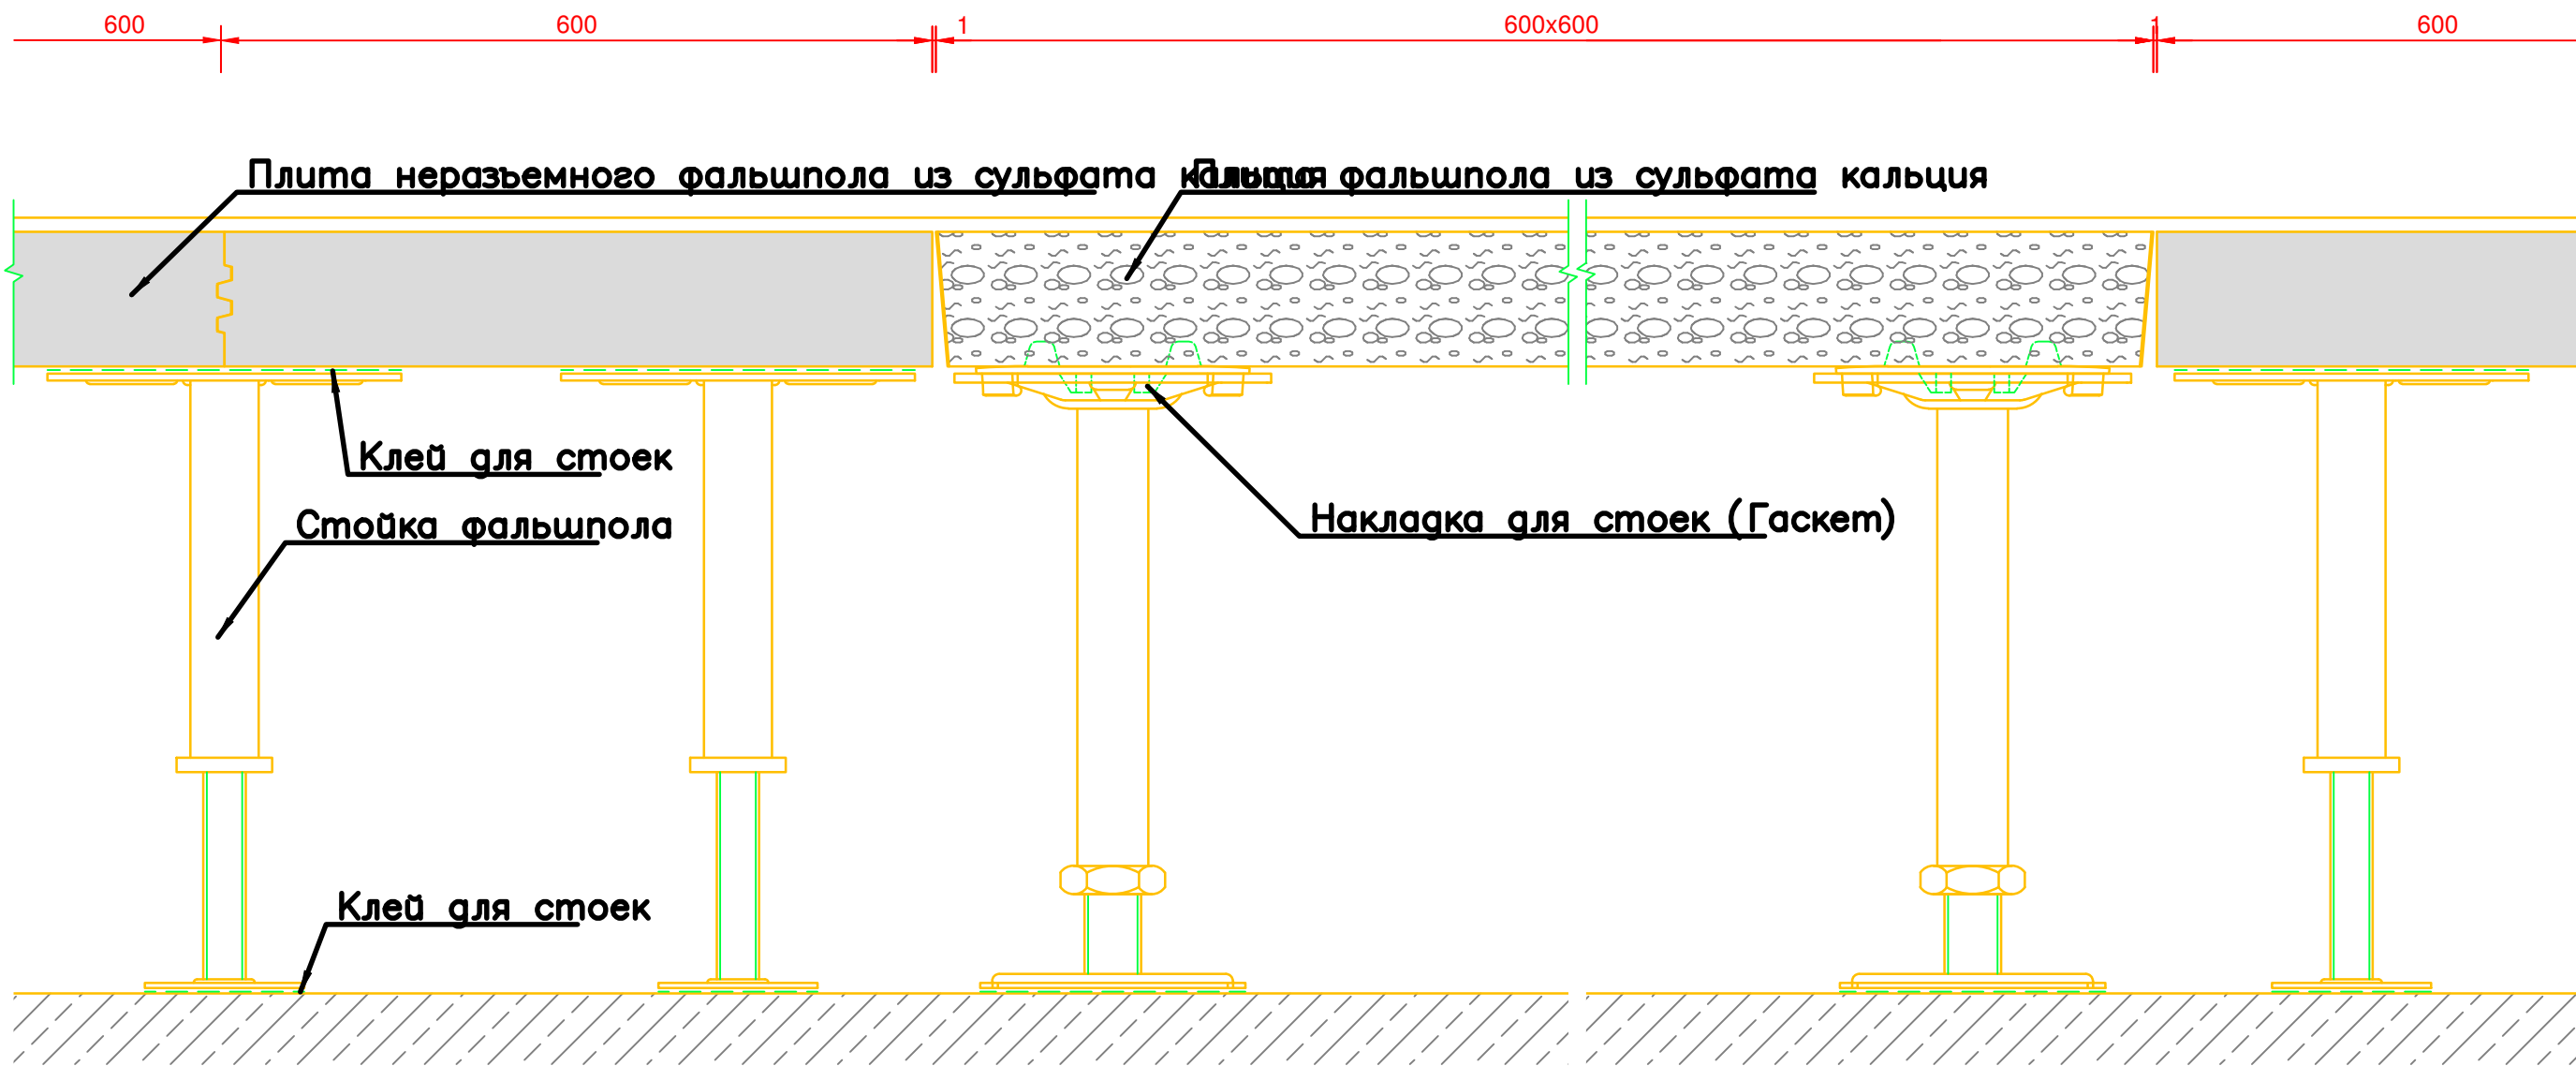 600 600 1 600x600 1 600
Плита неразъемного фальшпола из сульфата кальция
Плита фальшпола из сульфата кальция
Клей для стоек
Накладка для стоек (Гаскет)
Стойка фальшпола
Клей для стоек